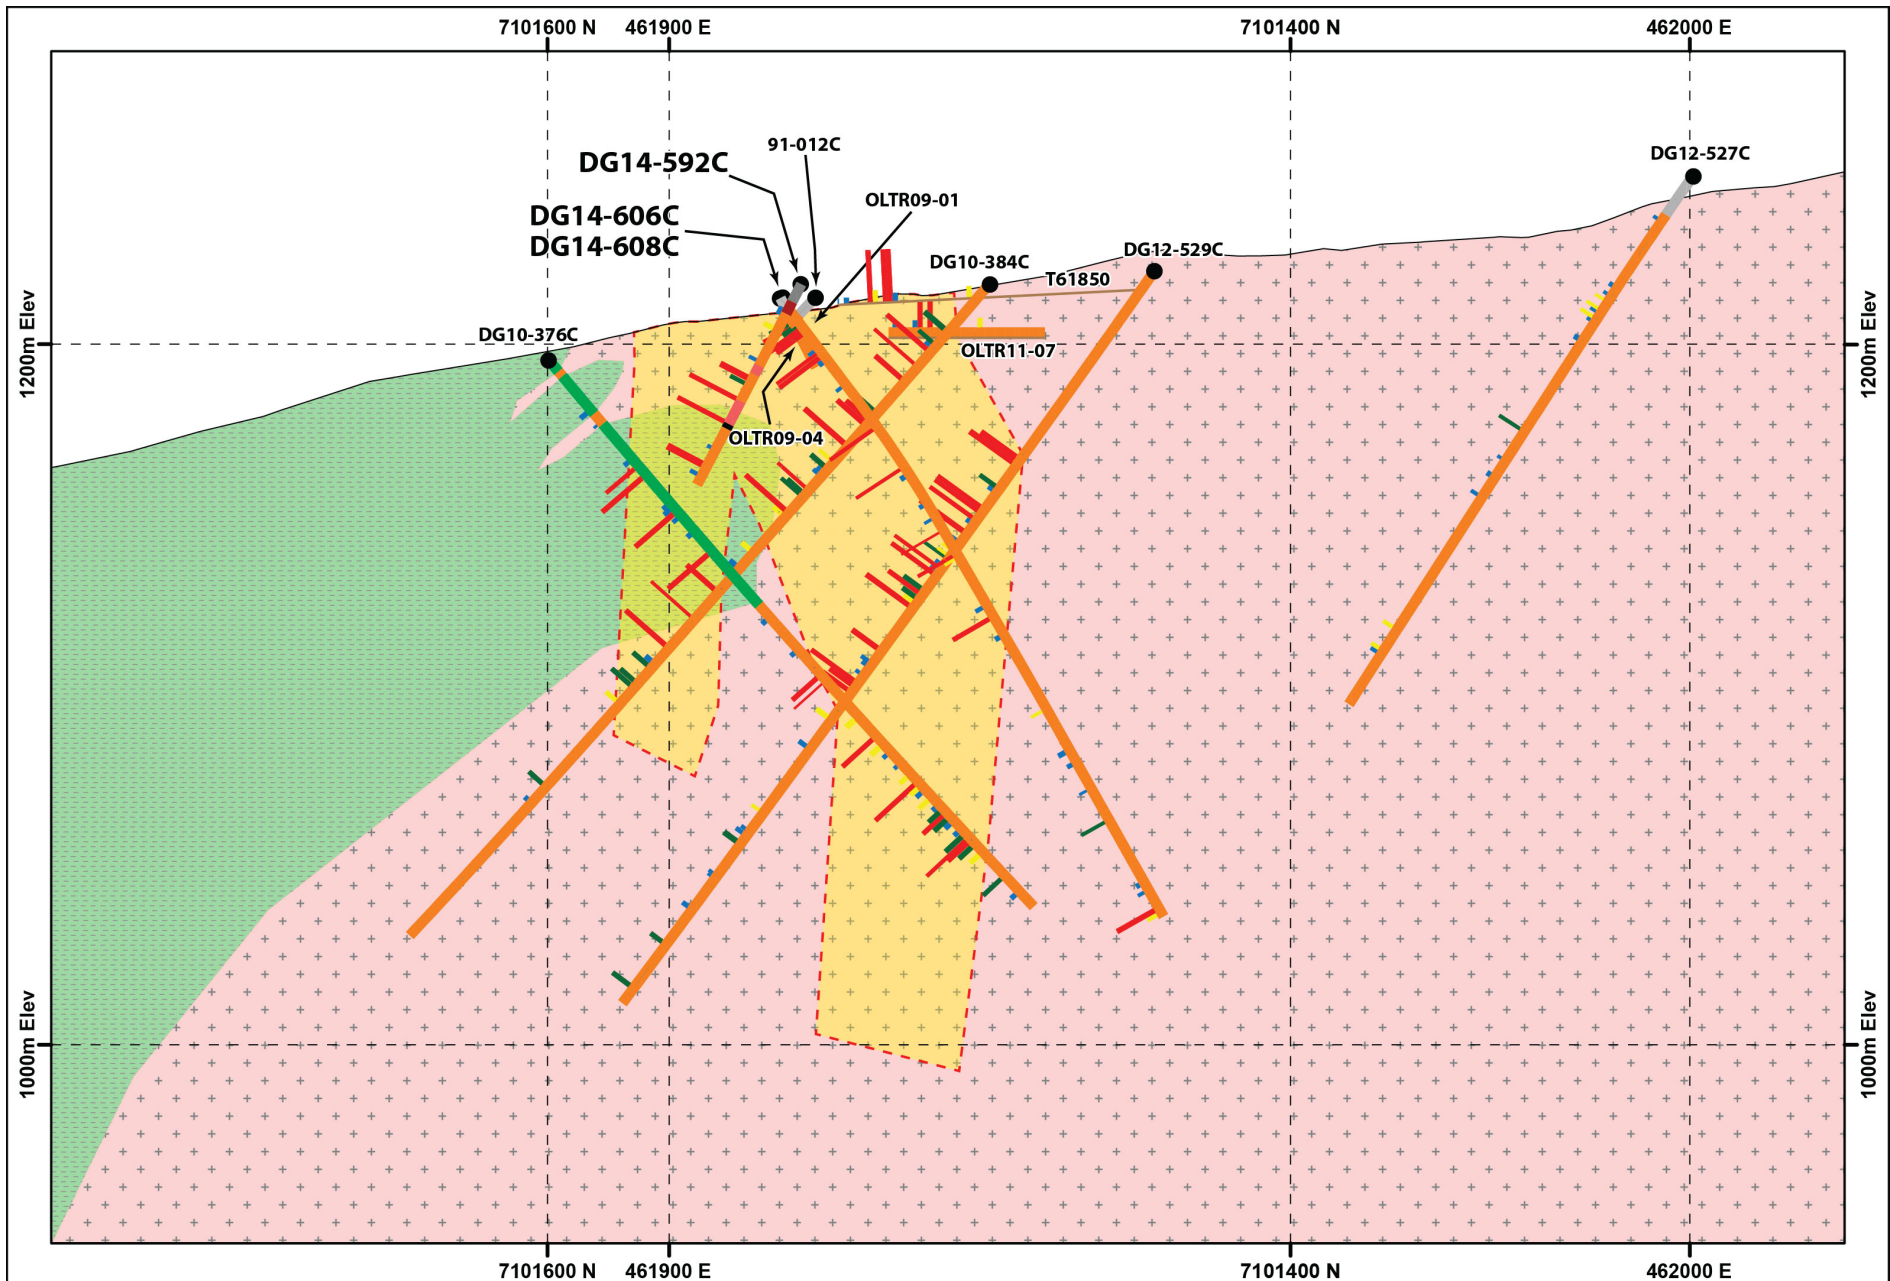 7101600 N
461900 E
7101400 N
462000 E
91-012C
DG14-592C
DG12-527C
OLTR09-01
DG14-606C
DG14-608C
DG12-529C
DG10-384C
T61850
1200m Elev
DG10-376C
OLTR11-07
1200m Elev
OLTR09-04
1000m Elev
1000m Elev
7101600 N
461900 E
7101400 N
462000 E